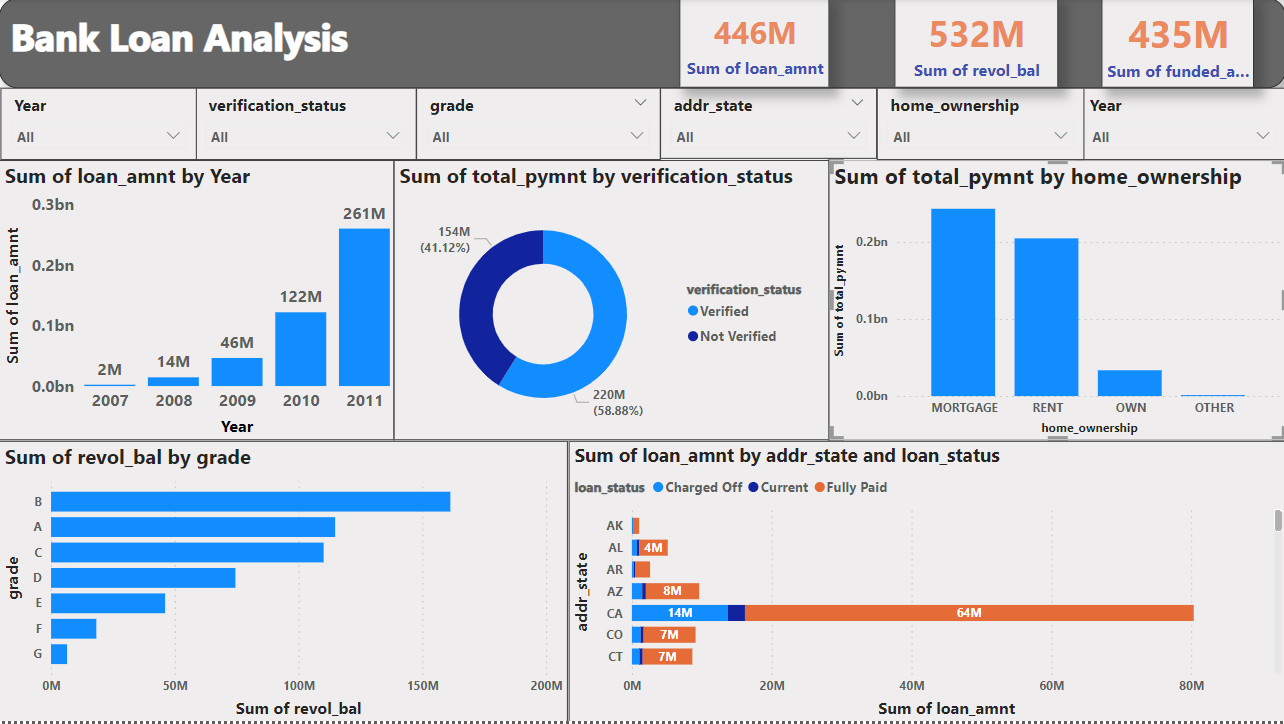 Bank Loan Analysis
446M
Sum of loan_amnt
532M
Sum of revol_bal
435M
Sum of funded_a...
Year
All
verification_status
All
grade
All
addr_state
All
home_ownership
All
Year
All
Sum of loan_amnt by Year
Sum of loan_amnt
0.3bn
0.2bn
0.1bn
0.0bn
2M
14M
46M
122M
261M
2007
2008
2009
2010
2011
Year
Sum of total_pymnt by verification_status
154M
(41.12%)
220M
(58.88%)
verification_status
Verified
Not Verified
Sum of total_pymnt by home_ownership
Sum of total_pymnt
0.2bn
0.1bn
0.0bn
MORTGAGE
RENT
OWN
OTHER
home_ownership
Sum of revol_bal by grade
grade
B
A
C
D
E
F
G
0M
50M
100M
150M
200M
Sum of revol_bal
Sum of loan_amnt by addr_state and loan_status
loan_status
Charged Off
Current
Fully Paid
addr_state
AK
AL
4M
AR
AZ
8M
CA
14M
64M
CO
7M
CT
7M
0M
20M
40M
60M
80M
Sum of loan_amnt